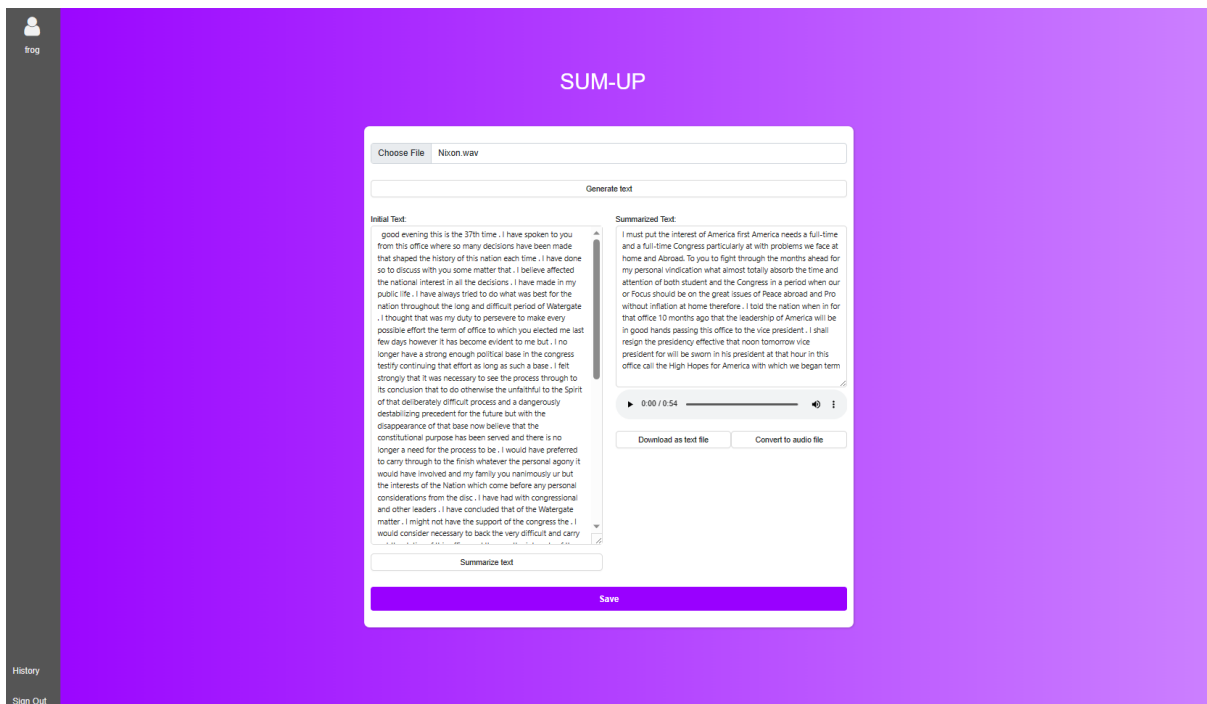 frog
SUM-UP
Choose File Nixon.wav
Generate text
Initial Text:
good evening this is the 37th time . I have spoken to you
from this office where so many decisions have been made
that shaped the history of this nation each time . I have done
so to discuss with you some matter that . I believe affected
the national interest in all the decisions . I have made in my
public life . I have always tried to do what was best for the
nation throughout the long and difficult period of Watergate
. I thought that was my duty to persevere to make every
possible effort the term of office to which you elected me last
few days however it has become evident to me but . I no
longer have a strong enough political base in the congress
testify continuing that effort as long as such a base . I felt
strongly that it was necessary to see the process through to
its conclusion that to do otherwise the unfaithful to the Spirit
of that deliberately difficult process and a dangerously
destabilizing precedent for the future but with the
disappearance of that base now believe that the
constitutional purpose has been served and there is no
longer a need for the process to be . I would have preferred
to carry through to the finish whatever the personal agony it
would have involved and my family you nanimously ur but
the interests of the Nation which come before any personal
considerations from the disc . I have had with congressional
and other leaders . I have concluded that of the Watergate
matter . I might not have the support of the congress the . I
would consider necessary to back the very difficult and carry
Summarize text
Summarized Text:
I must put the interest of America first America needs a full-time
and a full-time Congress particularly at with problems we face at
home and Abroad. To you to fight through the months ahead for
my personal vindication what almost totally absorb the time and
attention of both student and the Congress in a period when our
or Focus should be on the great issues of Peace abroad and Pro
without inflation at home therefore . I told the nation when in for
that office 10 months ago that the leadership of America will be
in good hands passing this office to the vice president . I shall
resign the presidency effective that noon tomorrow vice
president for will be sworn in his president at that hour in this
office call the High Hopes for America with which we began term
0:00 / 0:54
Download as text file
Convert to audio file
Save
History
Sign Out